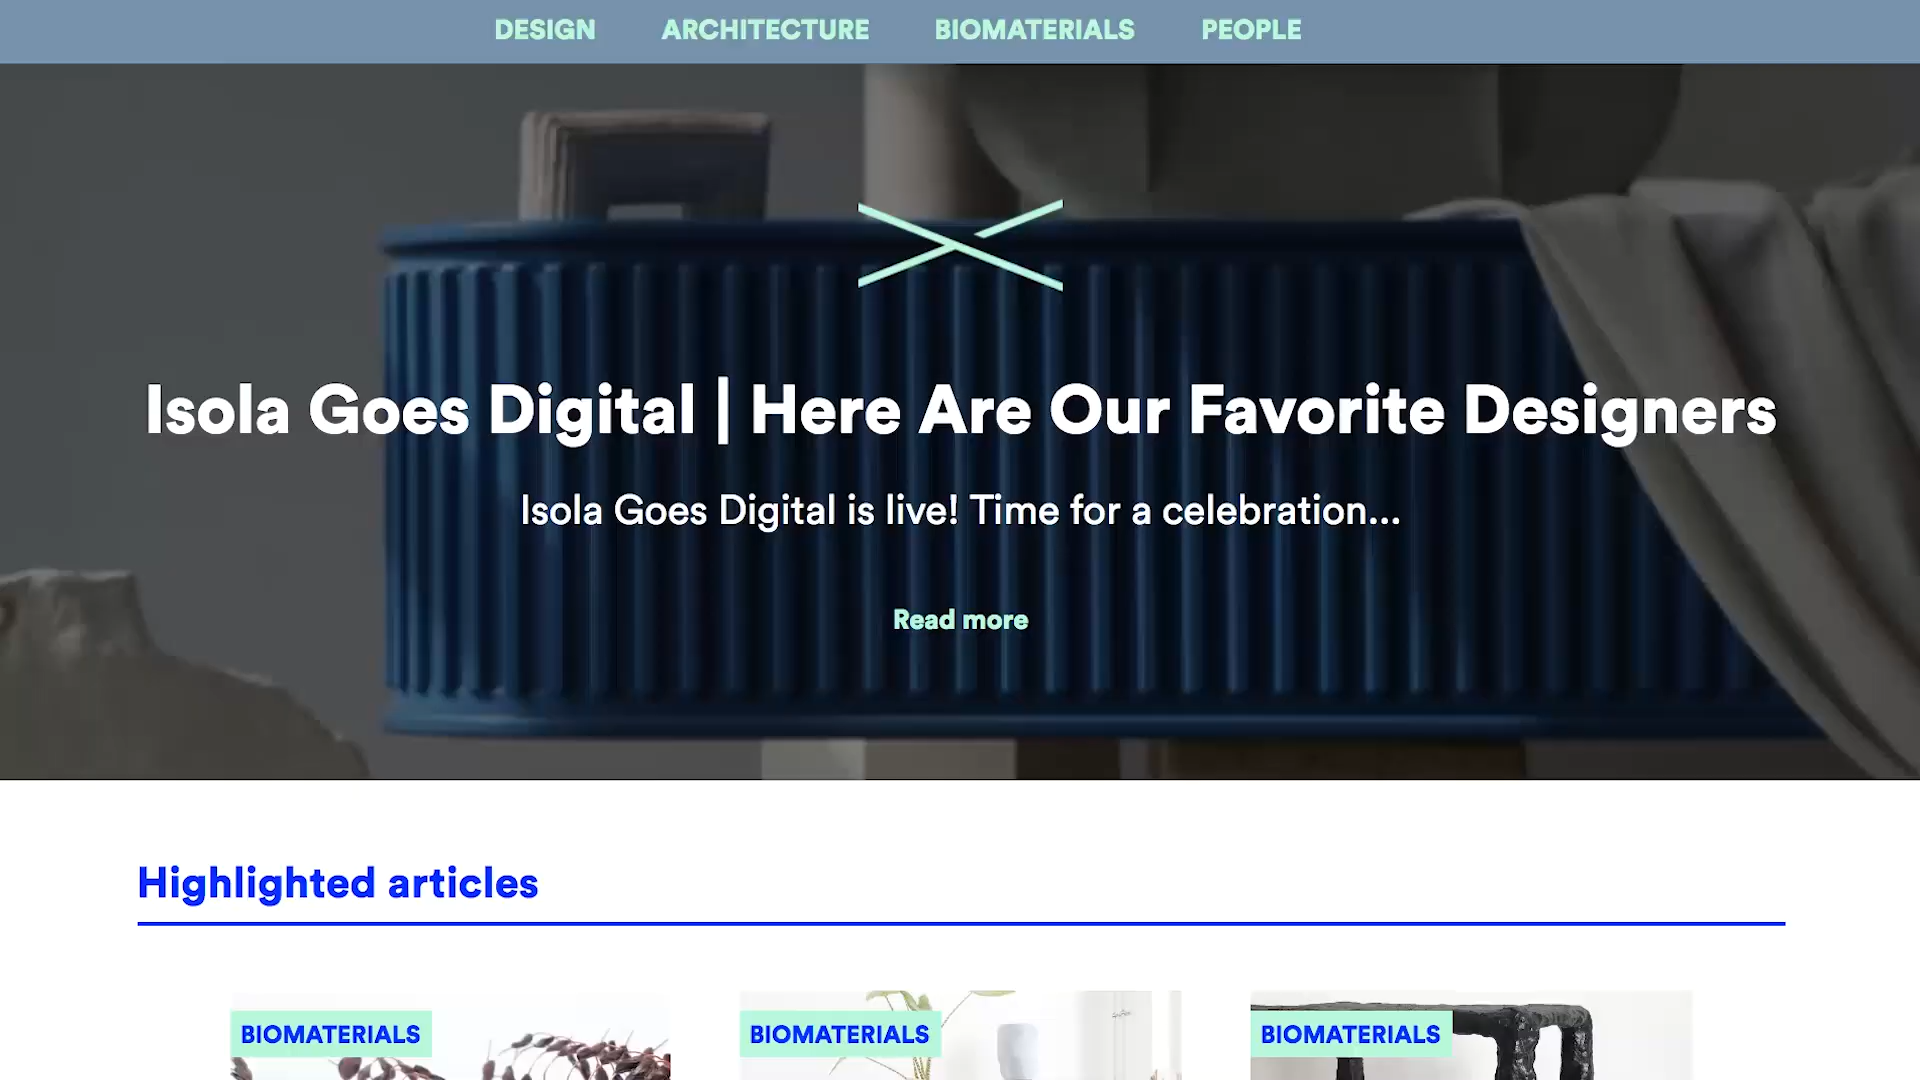 DESIGN ARCHITECTURE BIOMATERIALS PEOPLE
Isola Goes Digital | Here Are Our Favorite Designers
Isola Goes Digital is live! Time for a celebration...
Read more
Highlighted articles
BIOMATERIALS BIOMATERIALS BIOMATERIALS